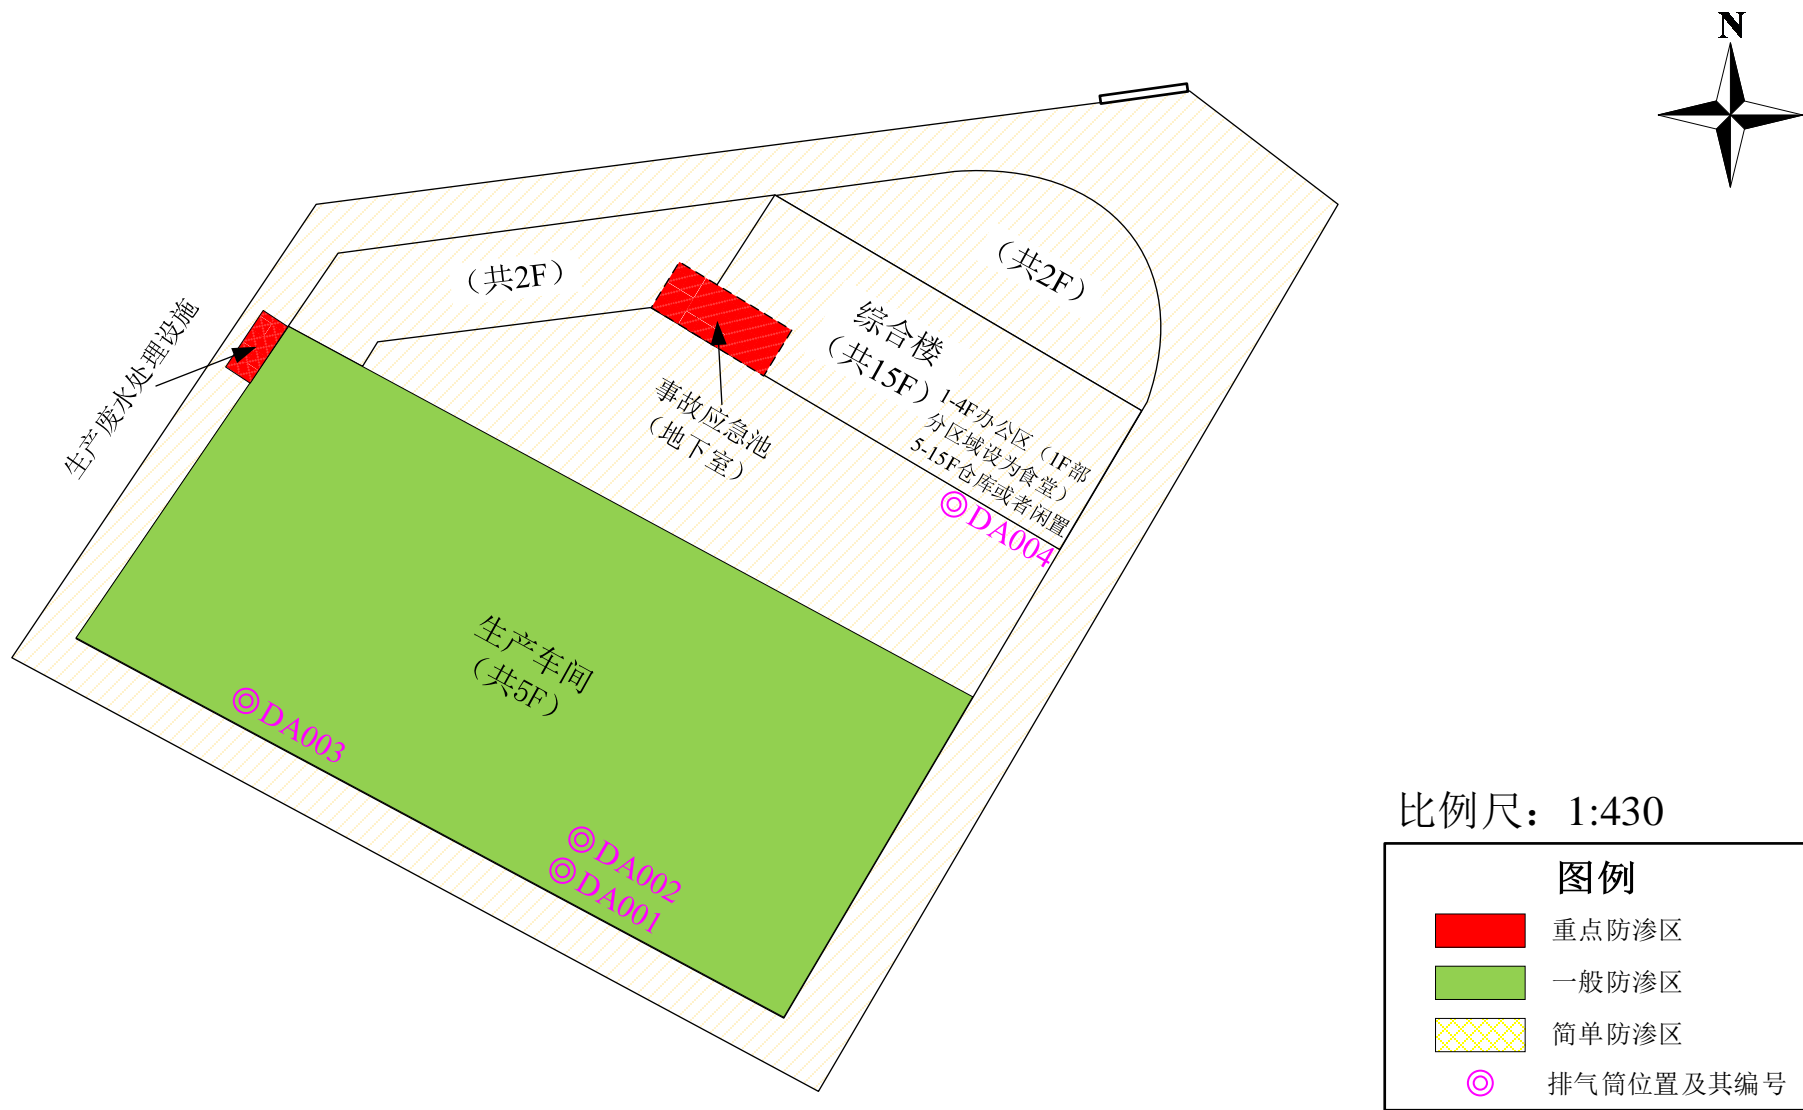 N
（共2F）
（共2F）
综合楼
（共15F）
1-4F办公区（1F部
分区域设为食堂）
5-15F仓库或者闲置
生产废水处理设施
事故应急池
（地下室）
DA004
生产车间
（共5F）
DA003
DA002
DA001
比例尺：1:430
图例
重点防渗区
一般防渗区
简单防渗区
排气筒位置及其编号